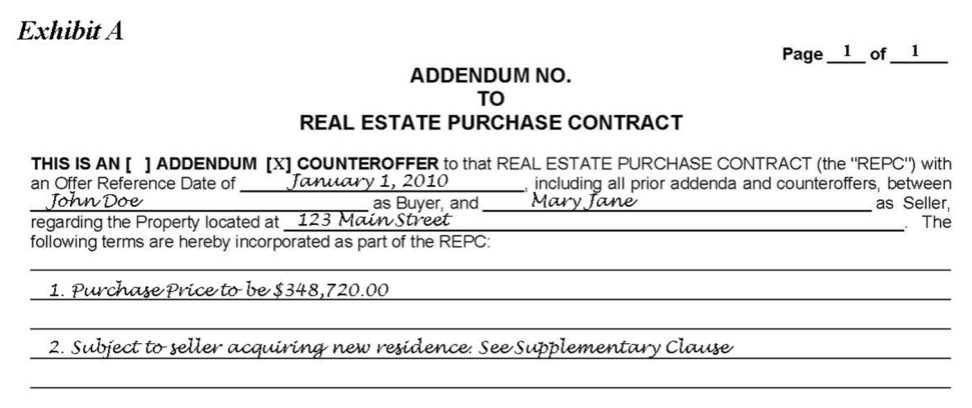 Exhibit A
Page 1 of 1
ADDENDUM NO.
TO
REAL ESTATE PURCHASE CONTRACT
THIS IS AN [ ] ADDENDUM [X] COUNTEROFFER to that REAL ESTATE PURCHASE CONTRACT (the "REPC") with
an Offer Reference Date of January 1, 2010, including all prior addenda and counteroffers, between
John Doe as Buyer, and Mary Jane as Seller,
regarding the Property located at 123 Main Street. The
following terms are hereby incorporated as part of the REPC:
1. Purchase Price to be $348,720.00
2. Subject to seller acquiring new residence. See Supplementary Clause